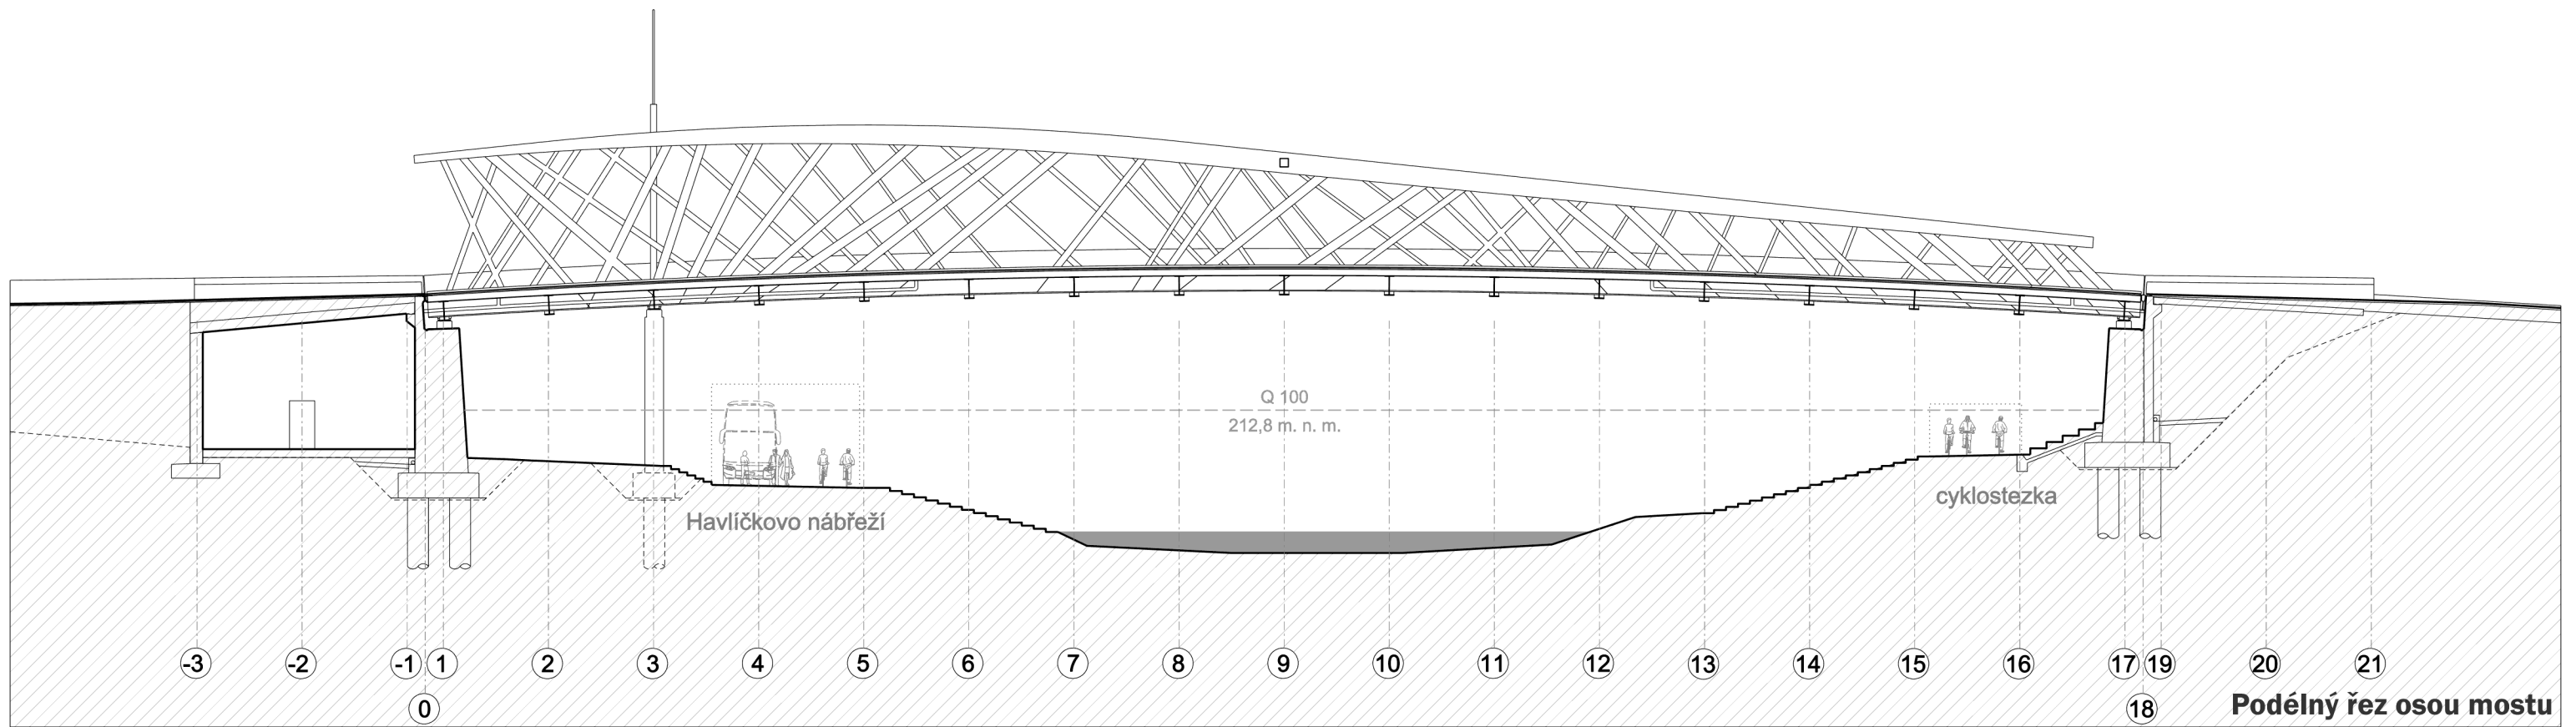 Q 100
212,8 m. n. m.
Havlíčkovo nábřeží
cyklostezka
-3 -2 -1 1 2 3 4 5 6 7 8 9 10 11 12 13 14 15 16 17 19 20 21
0 18
Podélný řez osou mostu